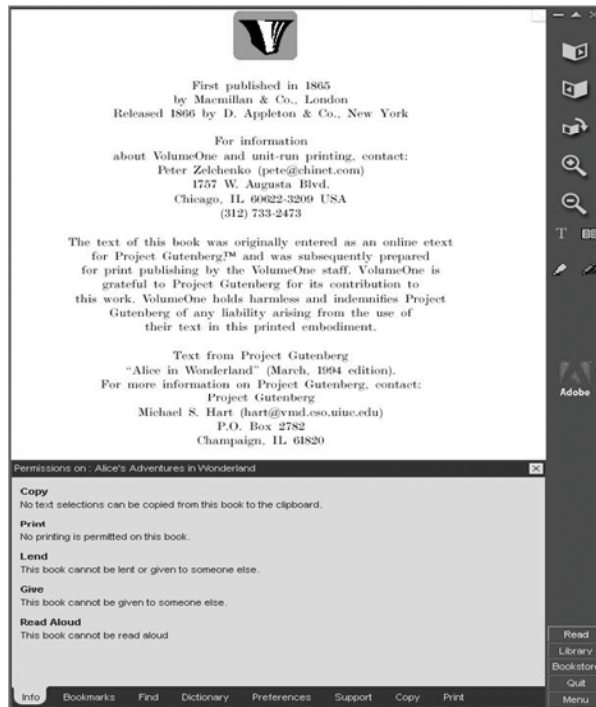 First published in 1865
by Macmillan & Co., London
Released 1866 by D. Appleton & Co., New York
For information
about VolumeOne and unit-run printing, contact:
Peter Zelchenko (pete@chinet.com)
1757 W. Augusta Blvd.
Chicago, IL 60622-3209 USA
(312) 733-2473
The text of this book was originally entered as an online etext
for Project Gutenberg,™ and was subsequently prepared
for print publishing by the VolumeOne staff. VolumeOne is
grateful to Project Gutenberg for its contribution to
this work. VolumeOne holds harmless and indemnifies Project
Gutenberg of any liability arising from the use of
their text in this printed embodiment.
Text from Project Gutenberg
“Alice in Wonderland” (March, 1994 edition).
For more information on Project Gutenberg, contact:
Project Gutenberg
Michael S. Hart (hart@vmd.cso.uiuc.edu)
P.O. Box 2782
Champaign, IL 61820
T
Adobe
Permissions on : Alice's Adventures in Wonderland
Copy
No text selections can be copied from this book to the clipboard.
Print
No printing is permitted on this book.
Lend
This book cannot be lent or given to someone else.
Give
This book cannot be given to someone else.
Read Aloud
This book cannot be read aloud
Read
Library
Bookstore
Quit
Menu
Info Bookmarks Find Dictionary Preferences Support Copy Print